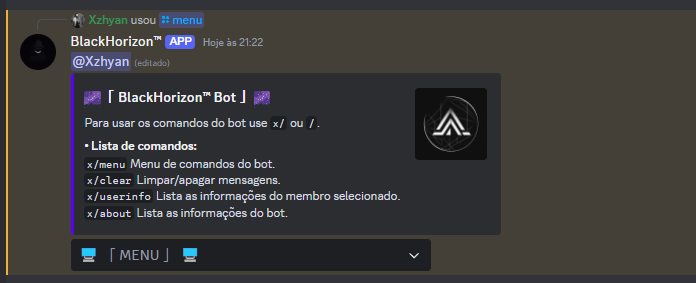 Xzhyan usou menu
BlackHorizon™ APP Hoje às 21:22
@Xzhyan (editado)
「 BlackHorizon™ Bot 」
Para usar os comandos do bot use x/ ou / .
• Lista de comandos:
x/menu Menu de comandos do bot.
x/clear Limpar/apagar mensagens.
x/userinfo Lista as informações do membro selecionado.
x/about Lista as informações do bot.
「 MENU 」